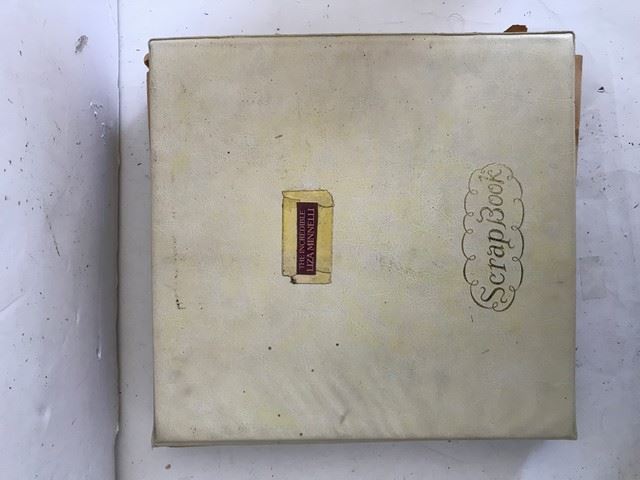 Scrap Book
THE INCREDIBLE
LIZA MINNELLI